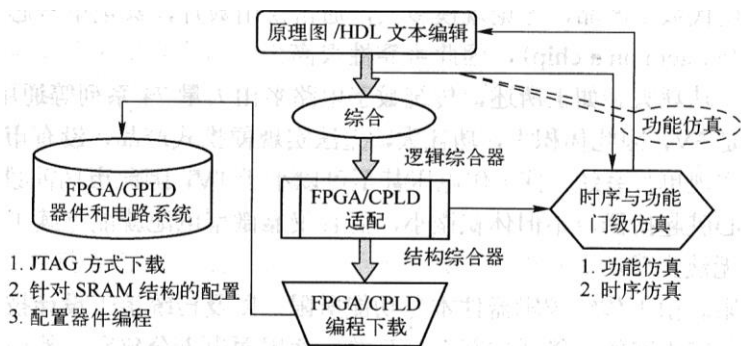 原理图/HDL文本编辑
综合
功能仿真
逻辑综合器
FPGA/GPLD
器件和电路系统
FPGA/CPLD
适配
时序与功能
门级仿真
结构综合器
1. JTAG 方式下载
2. 针对 SRAM 结构的配置
3. 配置器件编程
FPGA/CPLD
编程下载
1. 功能仿真
2. 时序仿真